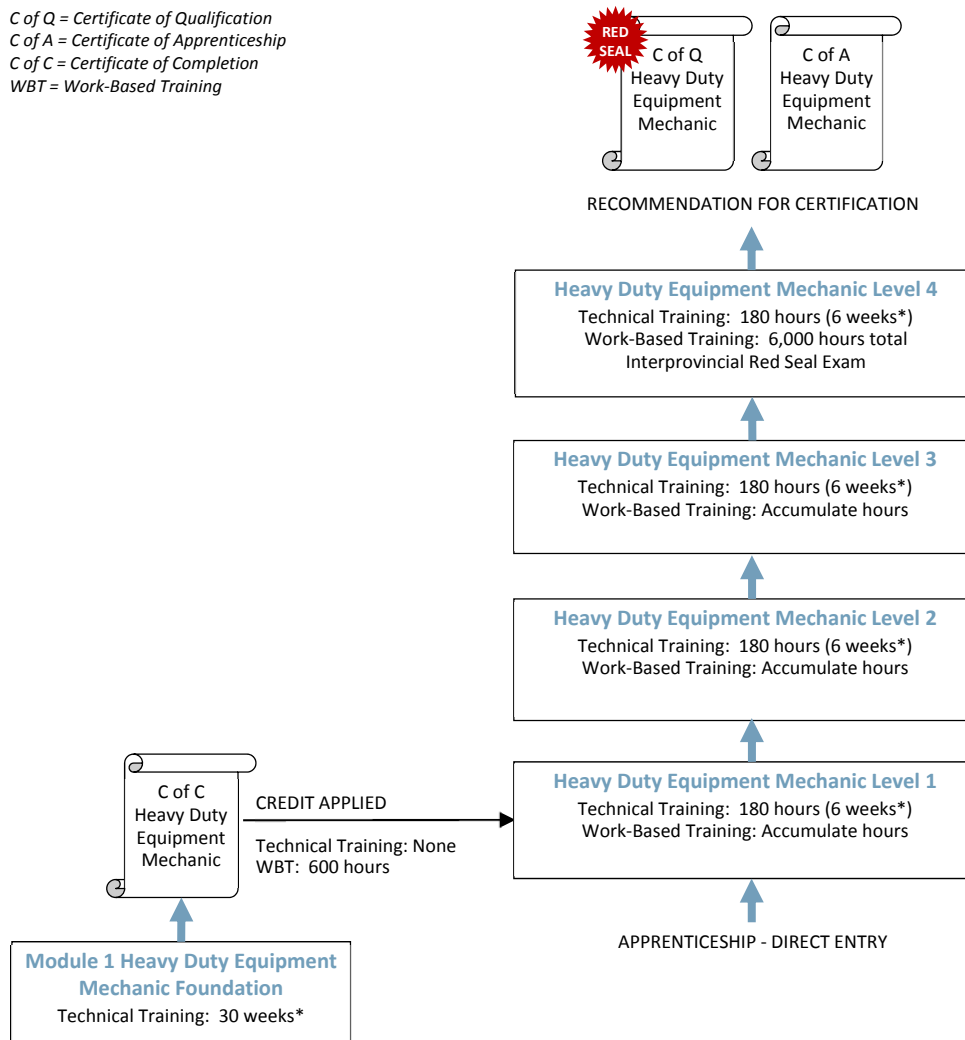 C of Q = Certificate of Qualification
C of A = Certificate of Apprenticeship
C of C = Certificate of Completion
WBT = Work-Based Training
RED
SEAL
C of Q
Heavy Duty
Equipment
Mechanic
C of A
Heavy Duty
Equipment
Mechanic
RECOMMENDATION FOR CERTIFICATION
Heavy Duty Equipment Mechanic Level 4
Technical Training: 180 hours (6 weeks*)
Work-Based Training: 6,000 hours total
Interprovincial Red Seal Exam
Heavy Duty Equipment Mechanic Level 3
Technical Training: 180 hours (6 weeks*)
Work-Based Training: Accumulate hours
Heavy Duty Equipment Mechanic Level 2
Technical Training: 180 hours (6 weeks*)
Work-Based Training: Accumulate hours
C of C
Heavy Duty
Equipment
Mechanic
CREDIT APPLIED
Technical Training: None
WBT: 600 hours
Heavy Duty Equipment Mechanic Level 1
Technical Training: 180 hours (6 weeks*)
Work-Based Training: Accumulate hours
APPRENTICESHIP - DIRECT ENTRY
Module 1 Heavy Duty Equipment
Mechanic Foundation
Technical Training: 30 weeks*